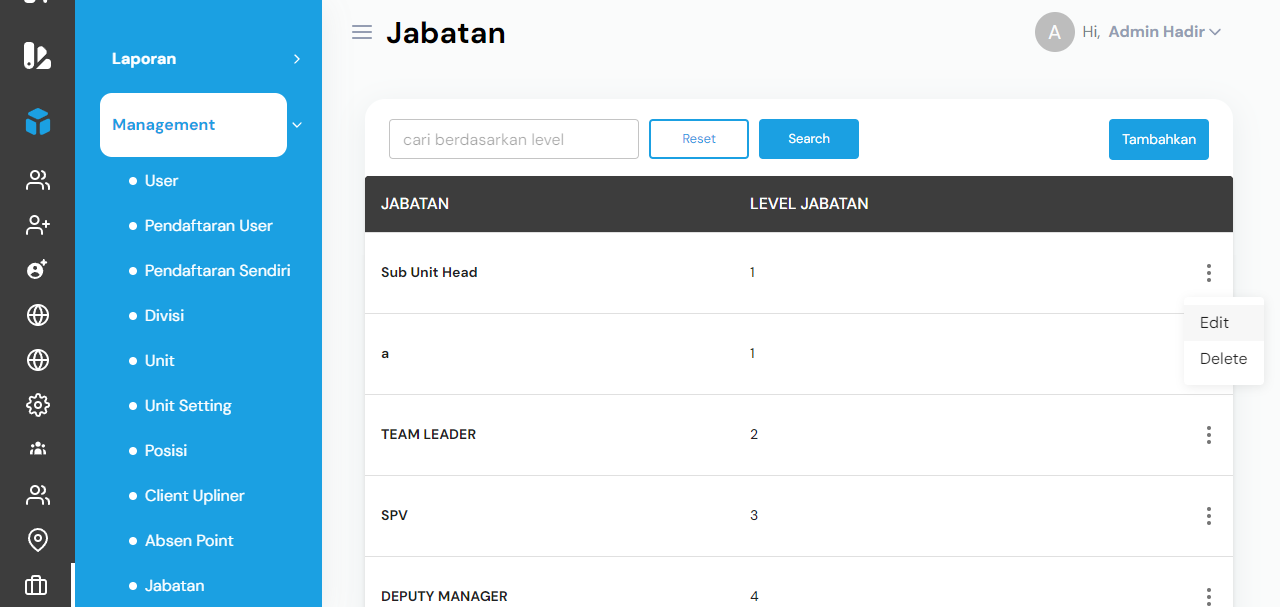 Jabatan
A
Hi, Admin Hadir
Laporan
Management
User
Pendaftaran User
Pendaftaran Sendiri
Divisi
Unit
Unit Setting
Posisi
Client Upliner
Absen Point
Jabatan
cari berdasarkan level
Reset
Search
Tambahkan
JABATAN LEVEL JABATAN
Sub Unit Head 1
Edit
a 1
Delete
TEAM LEADER 2
SPV 3
DEPUTY MANAGER 4